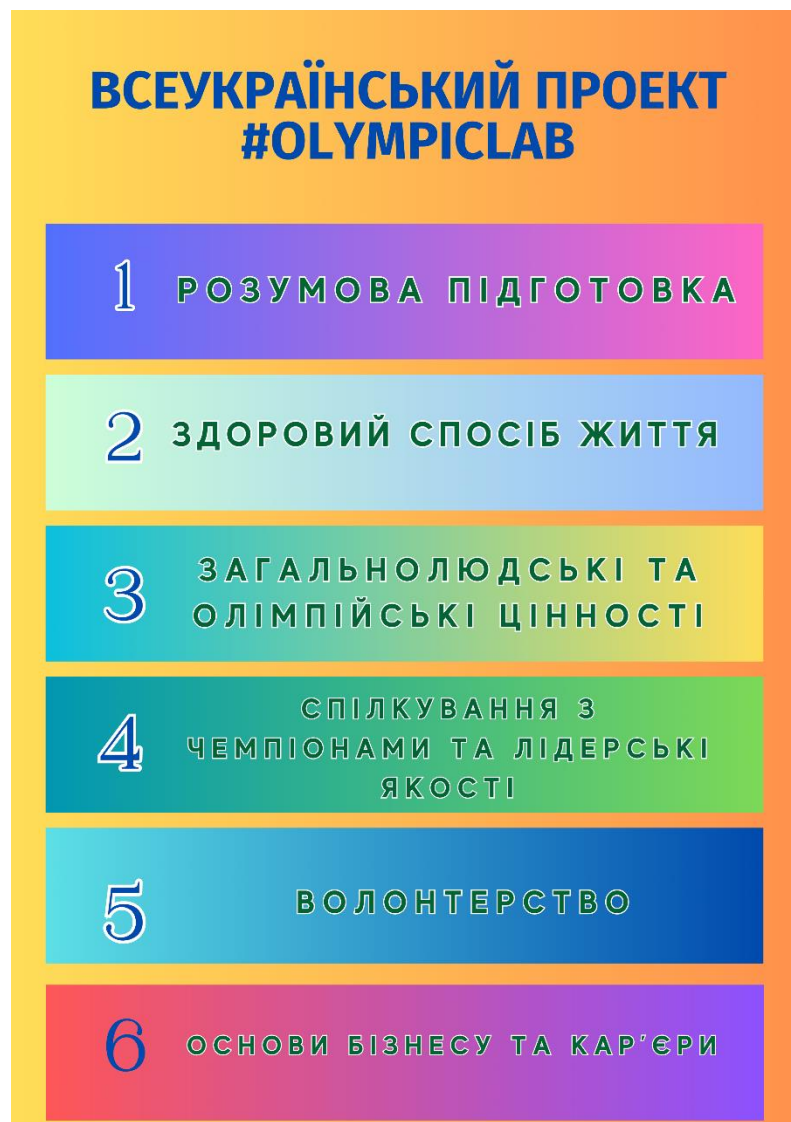 ВСЕУКРАЇНСЬКИЙ ПРОЕКТ
#OLYMPICLAB
1 РОЗУМОВА ПІДГОТОВКА
2 ЗДОРОВИЙ СПОСІБ ЖИТТЯ
3 ЗАГАЛЬНОЛЮДСЬКІ ТА
ОЛІМПІЙСЬКІ ЦІННОСТІ
4 СПІЛКУВАННЯ З
ЧЕМПІОНАМИ ТА ЛІДЕРСЬКІ
ЯКОСТІ
5 ВОЛОНТЕРСТВО
6 ОСНОВИ БІЗНЕСУ ТА КАР'ЄРИ